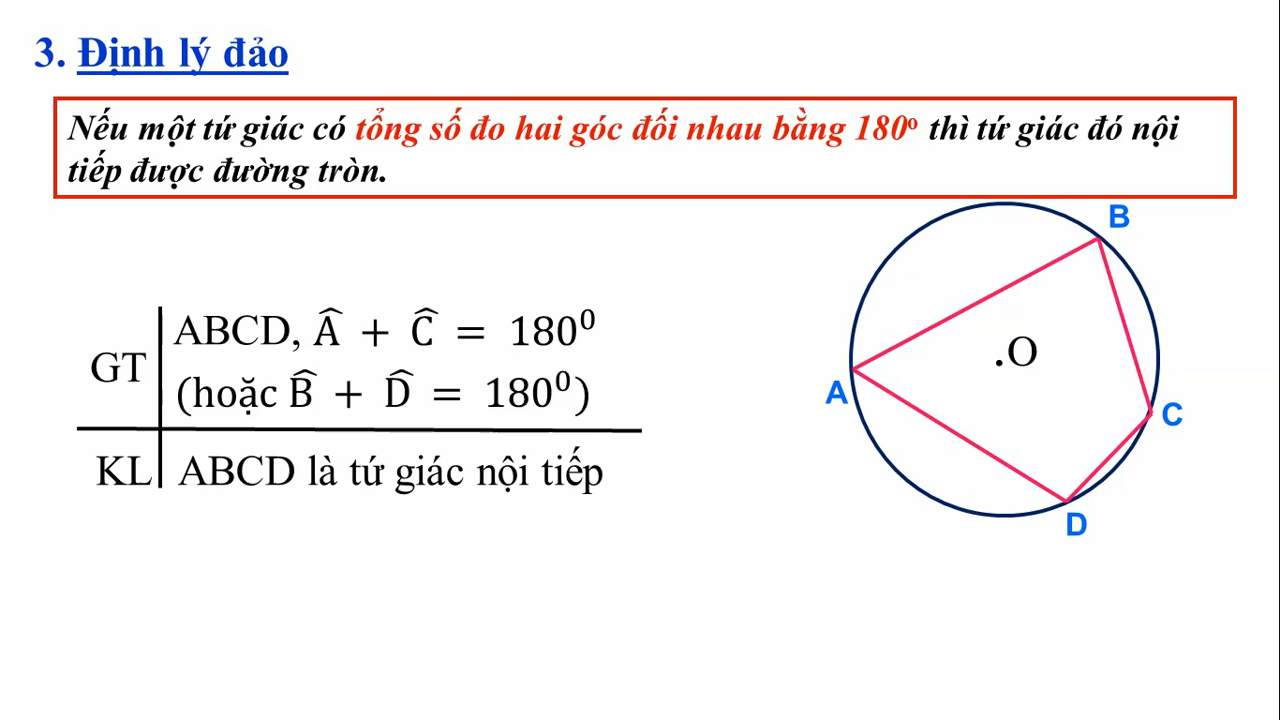 3. Định lý đảo
Nếu một tứ giác có tổng số đo hai góc đối nhau bằng 180º thì tứ giác đó nội
tiếp được đường tròn.
B
ABCD, Â + Ĉ = 180⁰
GT
.O
(hoặc B̂ + D̂ = 180⁰)
A
C
KL ABCD là tứ giác nội tiếp
D